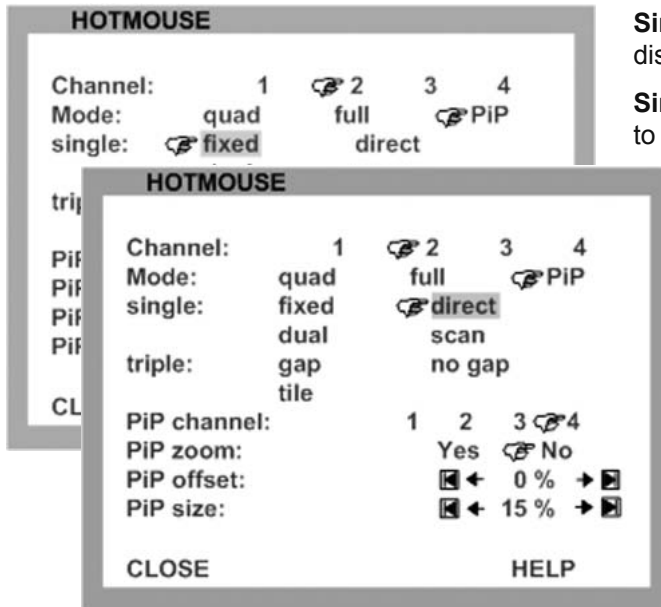 HOTMOUSE
Channel: 1 2 3 4
Mode: quad full PiP
single: fixed direct
HOTMOUSE
Channel: 1 2 3 4
Mode: quad full PiP
single: fixed direct
dual scan
triple: gap no gap
tile
PiP channel: 1 2 3 4
PiP zoom: Yes No
PiP offset: 0 %
PiP size: 15 %
CLOSE HELP
to